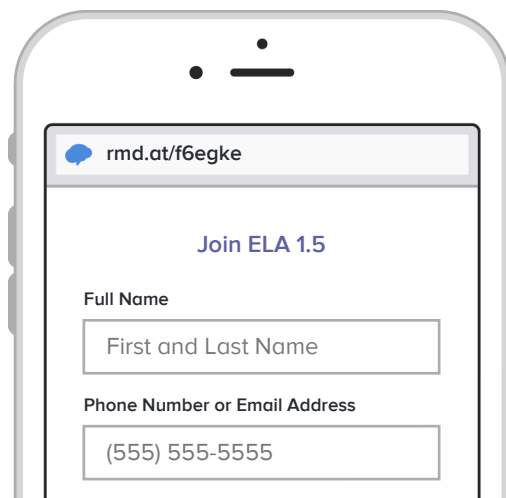 rmd.at/f6egke
Join ELA 1.5
Full Name
First and Last Name
Phone Number or Email Address
(555) 555-5555